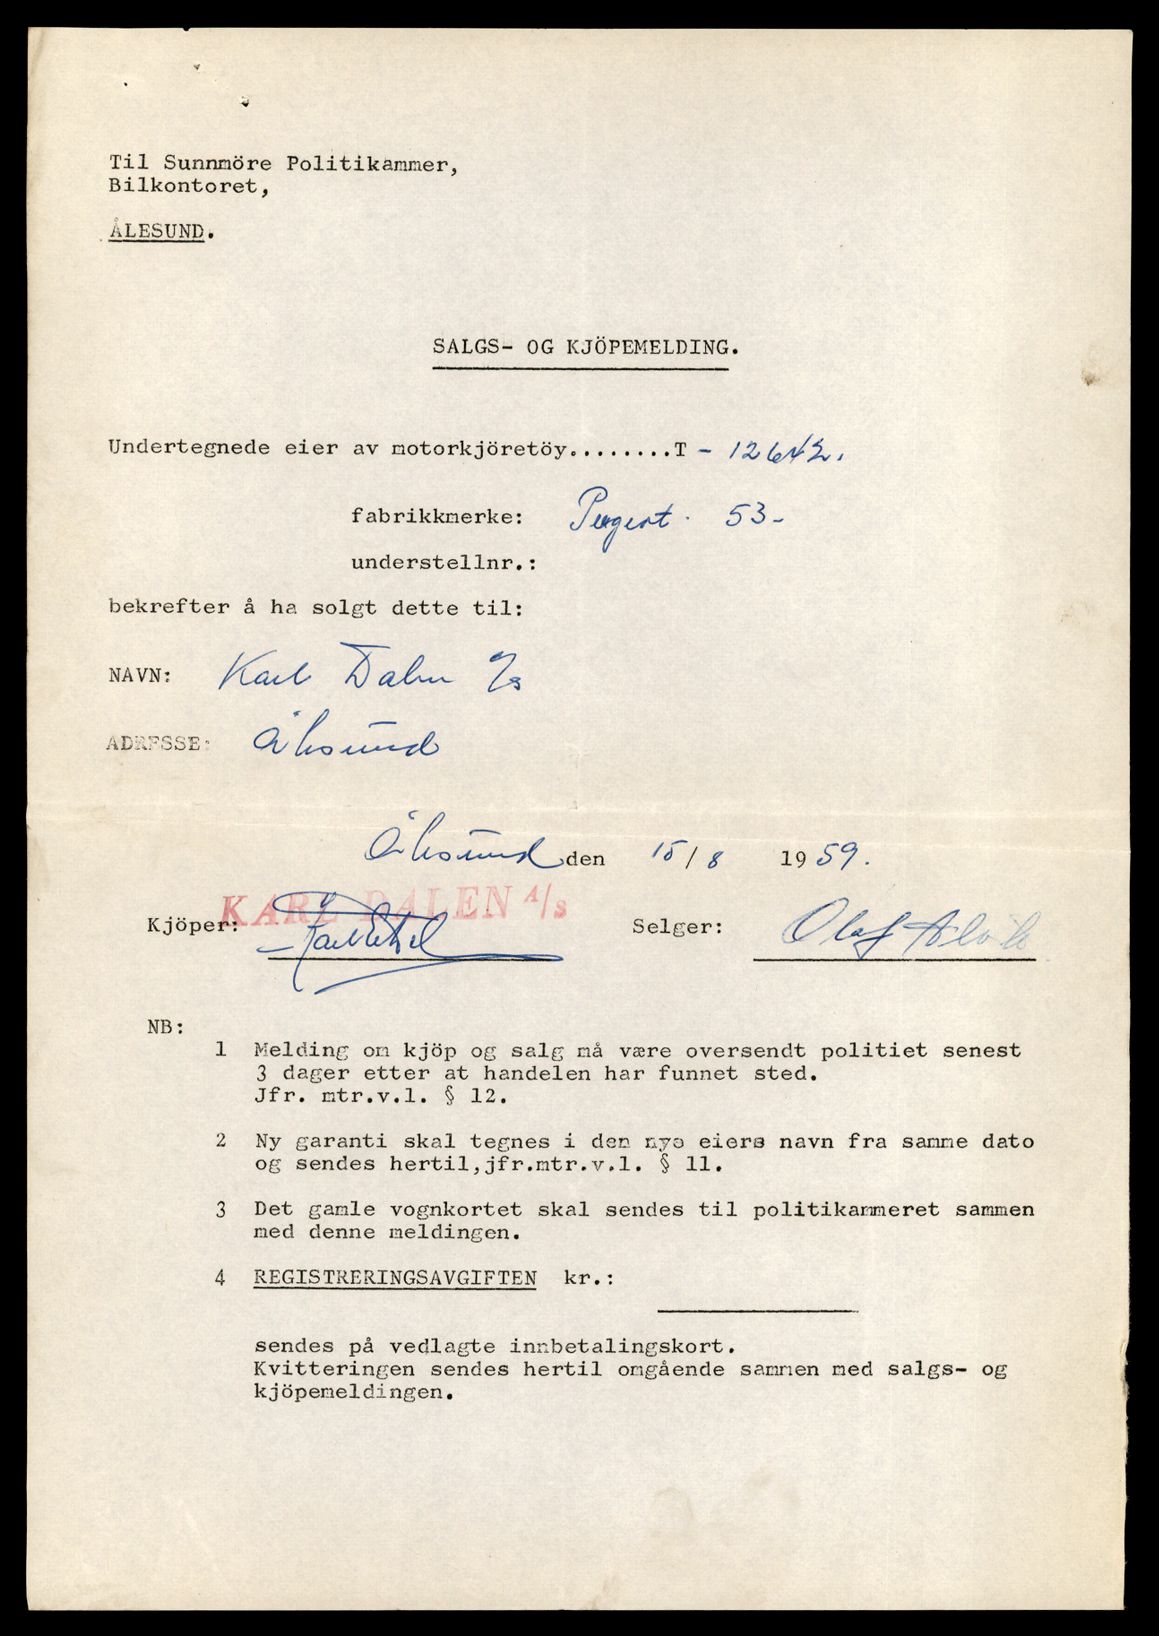 Til Sunnmöre Politikammer,
Bilkontoret,
ÅLESUND.
SALGS- OG KJÖPEMELDING.
Undertegnede eier av motorkjöretöy........T - 12642.
fabrikkmerke: Peugeot. 53-
understellnr.:
bekrefter å ha solgt dette til:
NAVN: Karl Dalen A/s
ADRESSE: Ålesund
Ålesund den 15/8 1959.
KARL DALEN A/S
Kjöper:
Selger: Olaf
NB:
1 Melding om kjöp og salg må være oversendt politiet senest
3 dager etter at handelen har funnet sted.
Jfr. mtr.v.l. § 12.
2 Ny garanti skal tegnes i den nye eiers navn fra samme dato
og sendes hertil,jfr.mtr.v.l. § 11.
3 Det gamle vognkortet skal sendes til politikammeret sammen
med denne meldingen.
4 REGISTRERINGSAVGIFTEN kr.:
sendes på vedlagte innbetalingskort.
Kvitteringen sendes hertil omgående sammen med salgs- og
kjöpemeldingen.